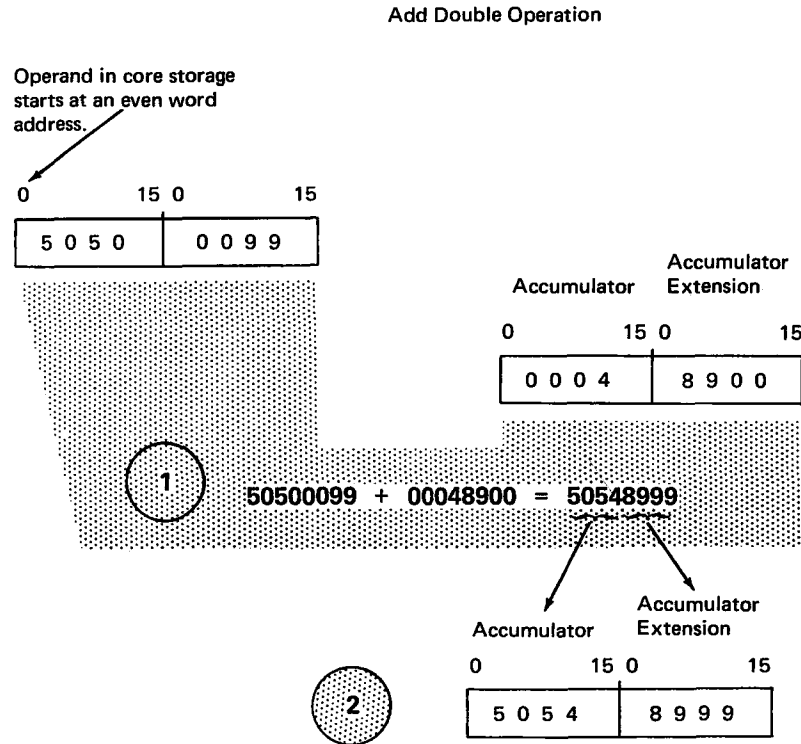 Add Double Operation
Operand in core storage
starts at an even word
address.
0 15 0 15
5 0 5 0 0 0 9 9
Accumulator Accumulator
Extension
0 15 0 15
0 0 0 4 8 9 0 0
1
50500099 + 00048900 = 50548999
Accumulator Accumulator
Extension
0 15 0 15
2
5 0 5 4 8 9 9 9